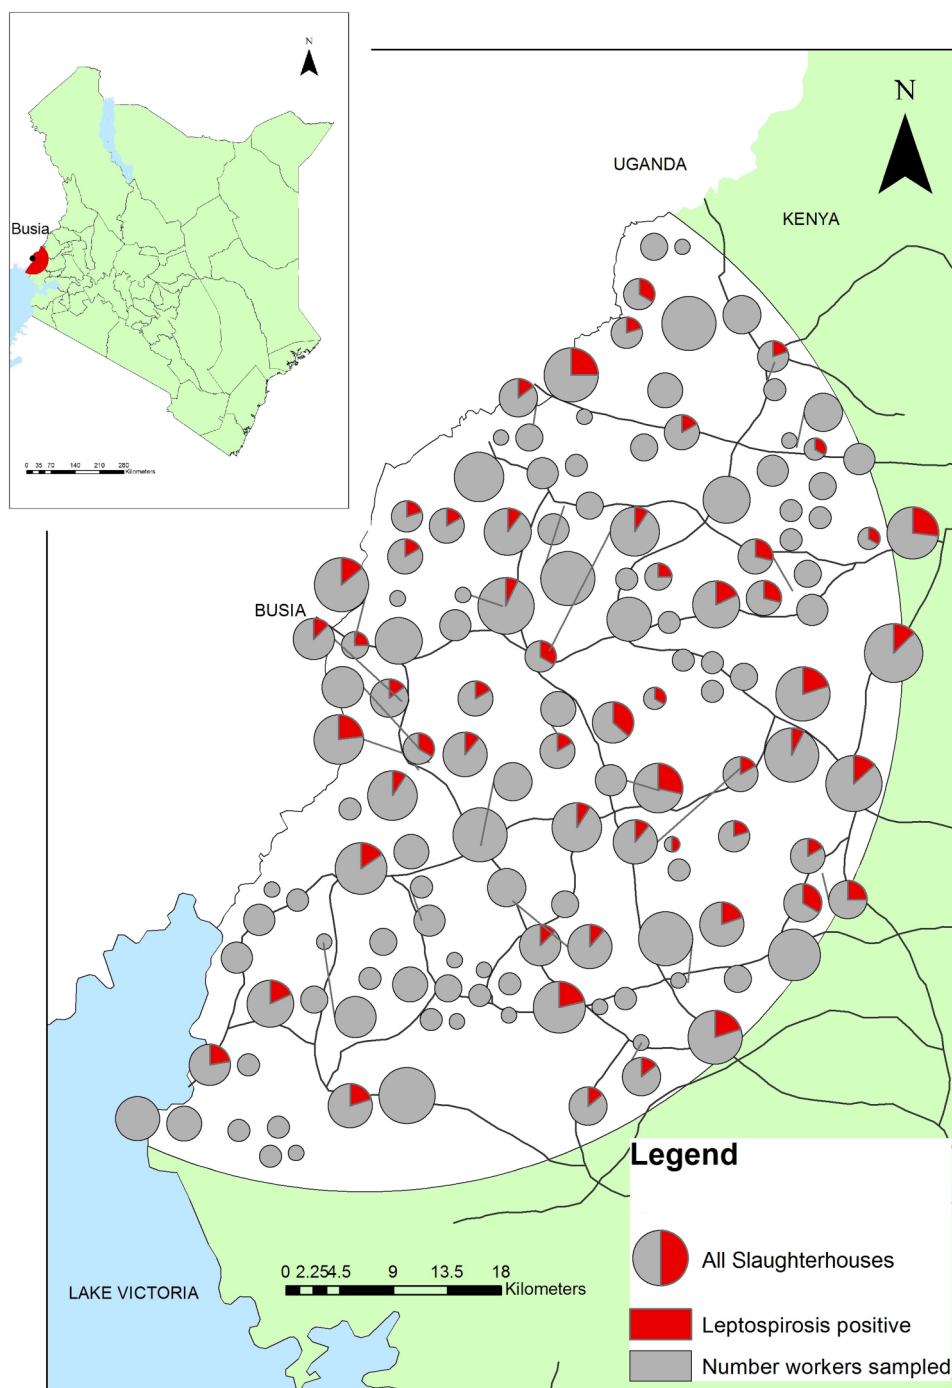 N
Busia
0 35 70 140 210 280
Kilometers
N
UGANDA
KENYA
BUSIA
LAKE VICTORIA
0 2.25 4.5 9 13.5 18
Kilometers
Legend
All Slaughterhouses
Leptospirosis positive
Number workers sampled